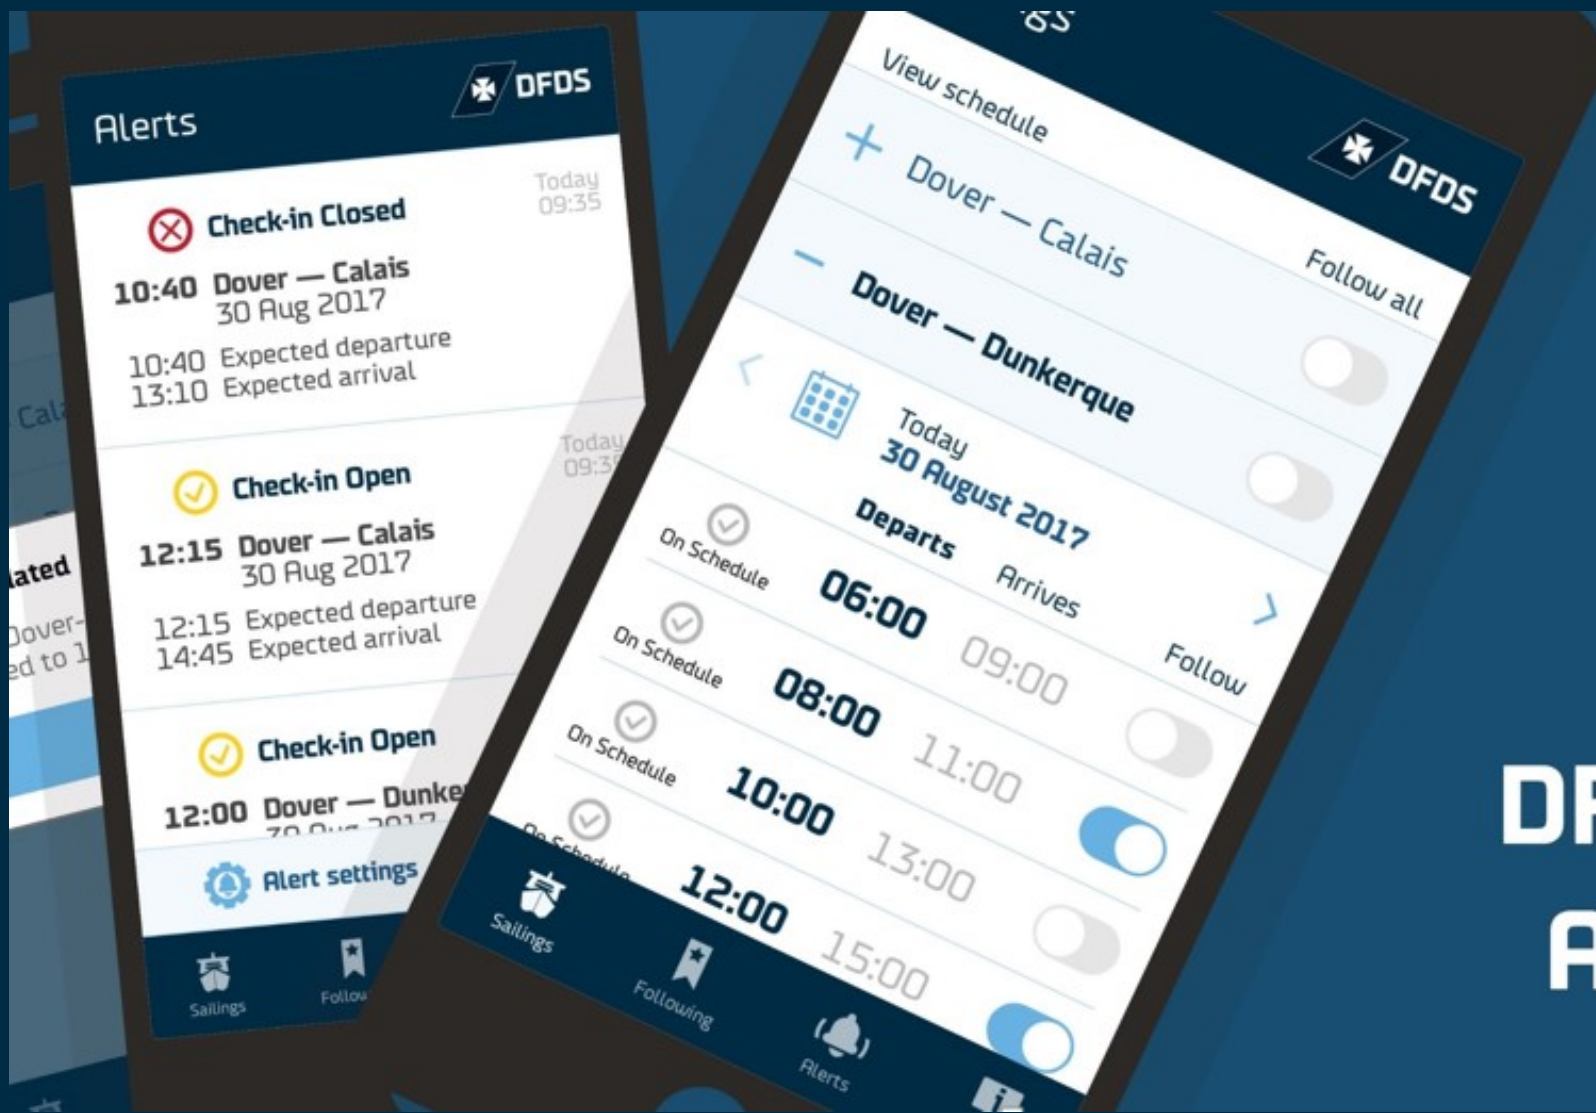 Alerts
DFDS
Check-in Closed
Today
09:35
10:40 Dover — Calais
30 Aug 2017
10:40 Expected departure
13:10 Expected arrival
Check-in Open
Today
12:15 Dover — Calais
30 Aug 2017
12:15 Expected departure
14:45 Expected arrival
Check-in Open
12:00 Dover —
Alert settings
Sailings
DFDS
View schedule
Follow all
Dover — Calais
Dover — Dunkerque
Today
30 August 2017
Departs Arrives Follow
On Schedule 06:00 09:00
On Schedule 08:00 11:00
On Schedule 10:00 13:00
On Schedule 12:00 15:00
Sailings
Following
Alerts